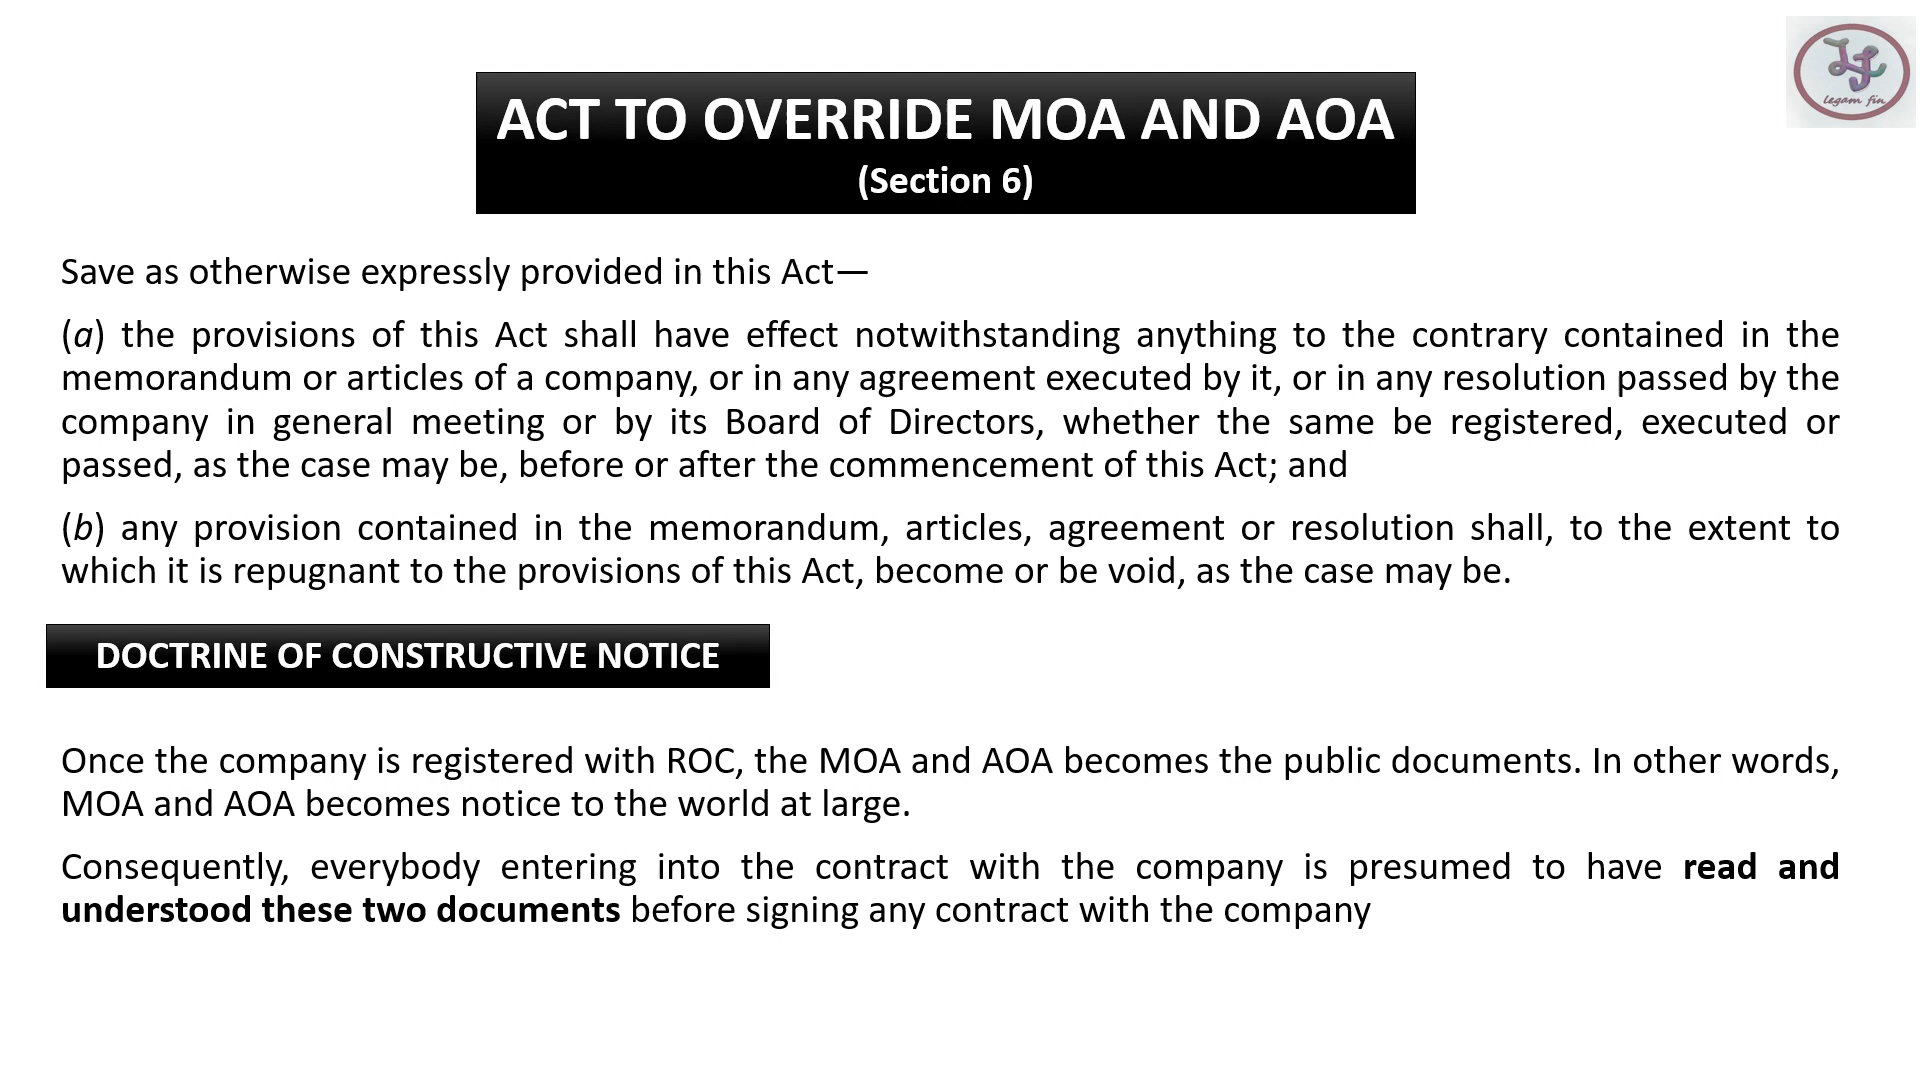 legam fin
ACT TO OVERRIDE MOA AND AOA
(Section 6)
Save as otherwise expressly provided in this Act—
(a) the provisions of this Act shall have effect notwithstanding anything to the contrary contained in the
memorandum or articles of a company, or in any agreement executed by it, or in any resolution passed by the
company in general meeting or by its Board of Directors, whether the same be registered, executed or
passed, as the case may be, before or after the commencement of this Act; and
(b) any provision contained in the memorandum, articles, agreement or resolution shall, to the extent to
which it is repugnant to the provisions of this Act, become or be void, as the case may be.
DOCTRINE OF CONSTRUCTIVE NOTICE
Once the company is registered with ROC, the MOA and AOA becomes the public documents. In other words,
MOA and AOA becomes notice to the world at large.
Consequently, everybody entering into the contract with the company is presumed to have read and
understood these two documents before signing any contract with the company